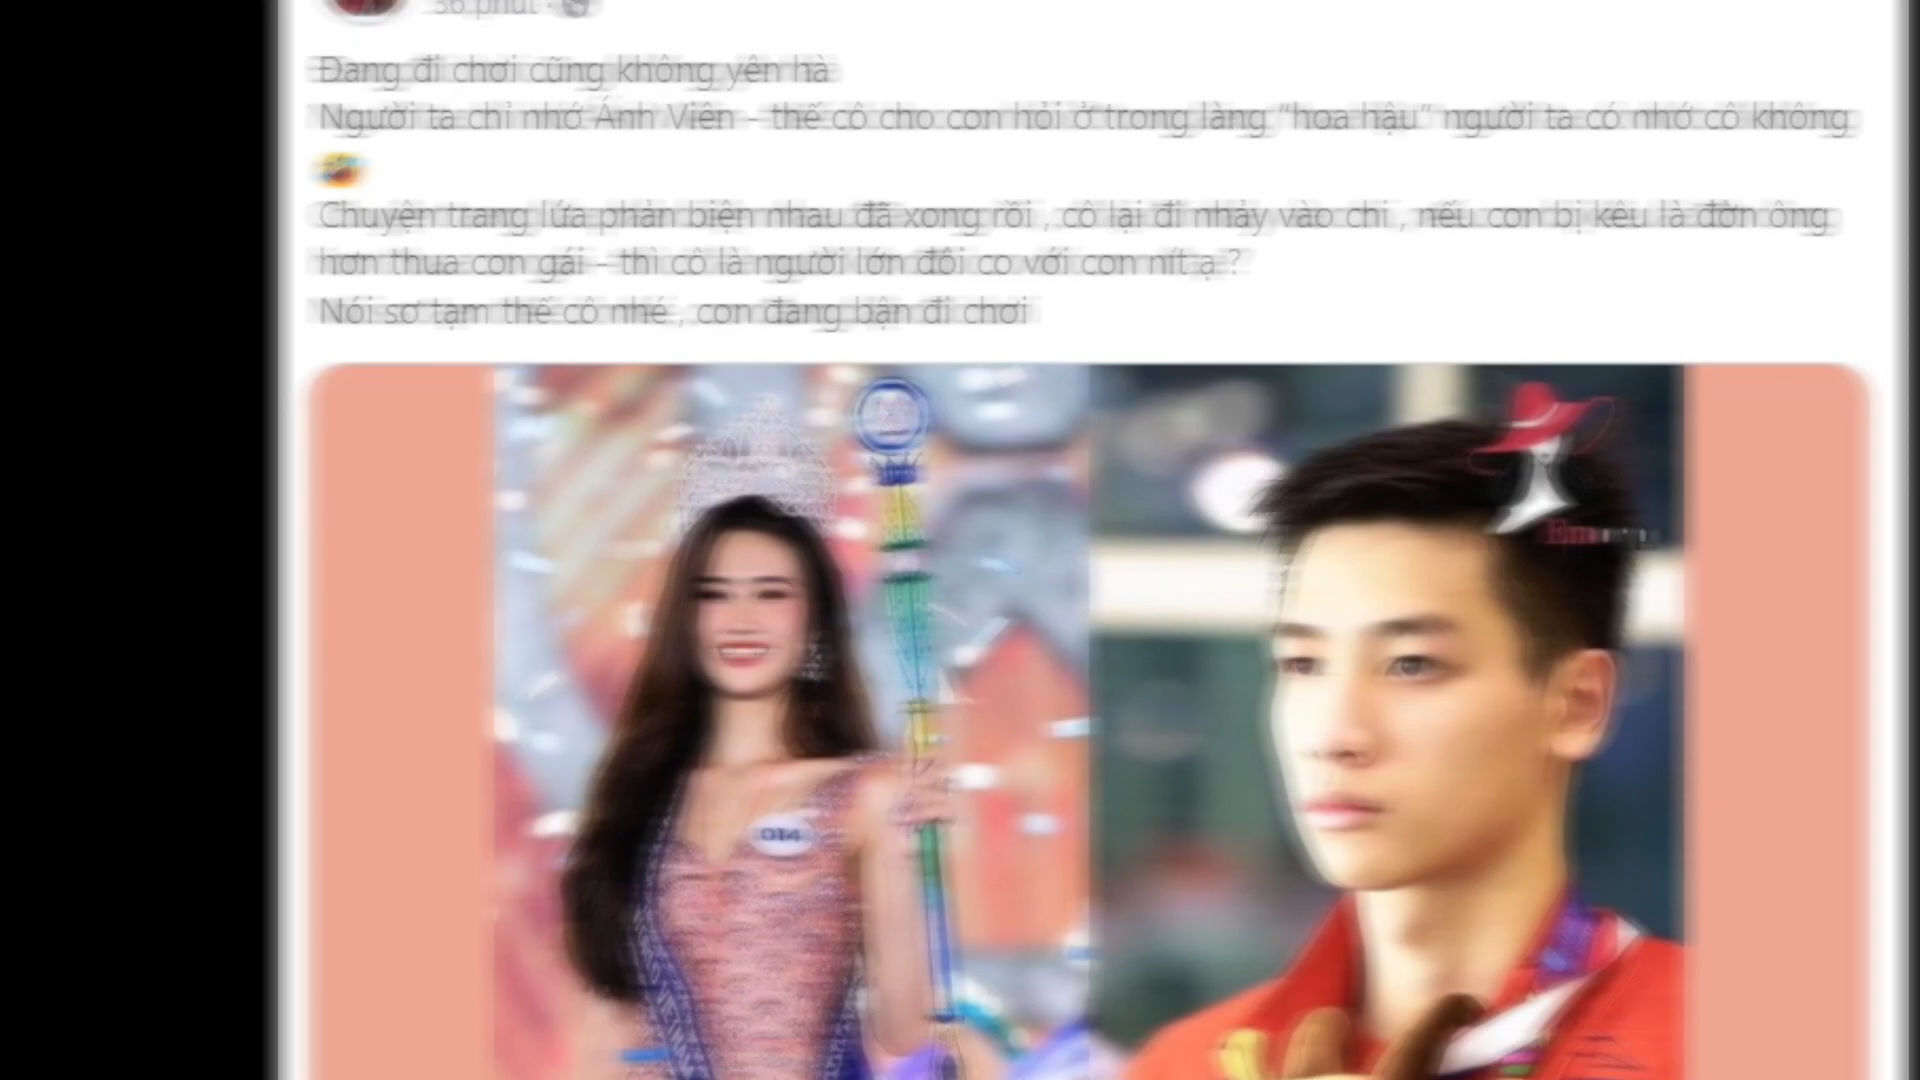 36 phút
Đang đi chơi cũng không yên hà
Người ta chỉ nhớ Ánh Viên - thế cô cho con hỏi ở trong làng "hoa hậu" người ta có nhớ cô không
Chuyện trang lứa phản biện nhau đã xong rồi , cô lại đi nhảy vào chi , nếu con bị kêu là đờn ông
hơn thua con gái - thì cô là người lớn đôi co với con nít ạ ?
Nói sơ tạm thế cô nhé , con đang bận đi chơi
014